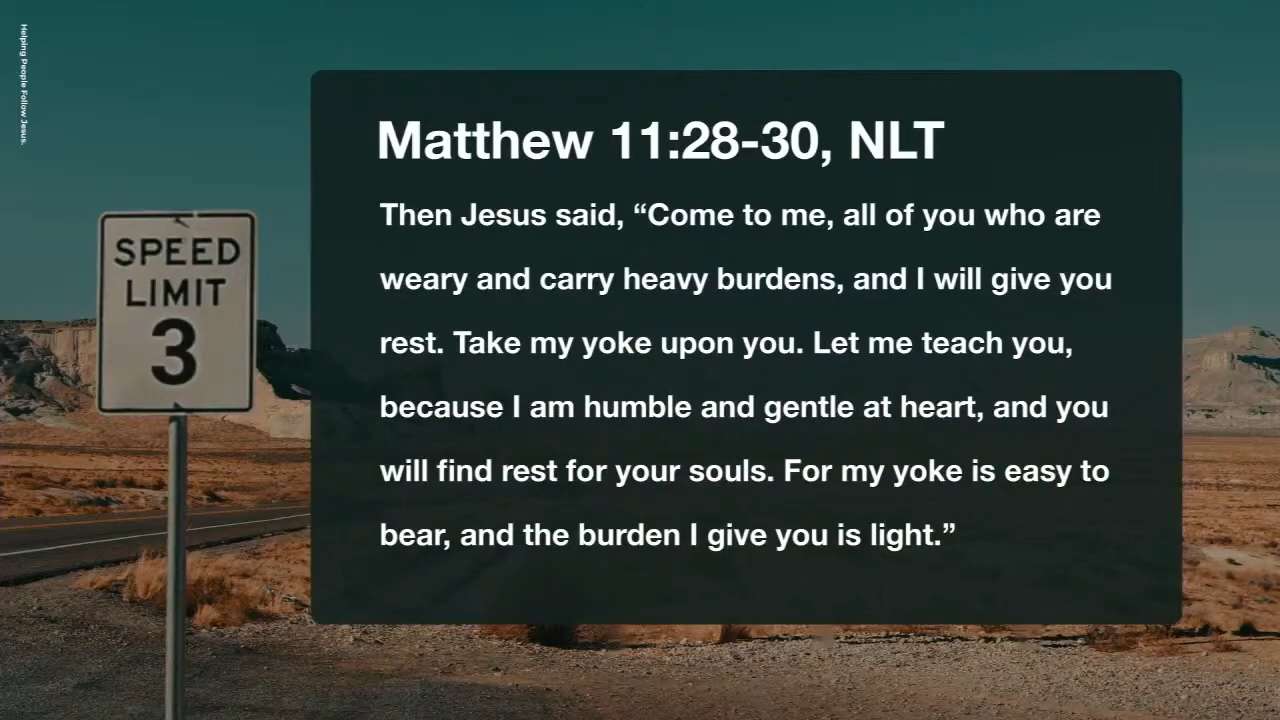 Helping People Follow Jesus.
SPEED
LIMIT
3
Matthew 11:28-30, NLT
Then Jesus said, “Come to me, all of you who are
weary and carry heavy burdens, and I will give you
rest. Take my yoke upon you. Let me teach you,
because I am humble and gentle at heart, and you
will find rest for your souls. For my yoke is easy to
bear, and the burden I give you is light.”